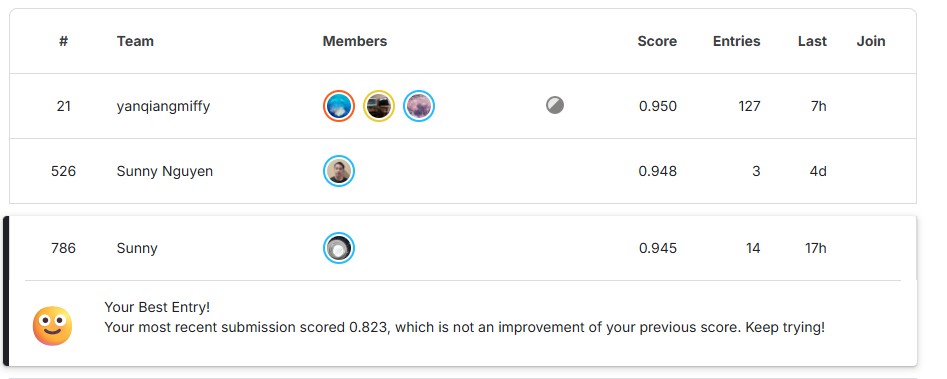 # Team Members Score Entries Last Join
21 yanqiangmiffy 0.950 127 7h
526 Sunny Nguyen 0.948 3 4d
786 Sunny 0.945 14 17h
Your Best Entry!
Your most recent submission scored 0.823, which is not an improvement of your previous score. Keep trying!